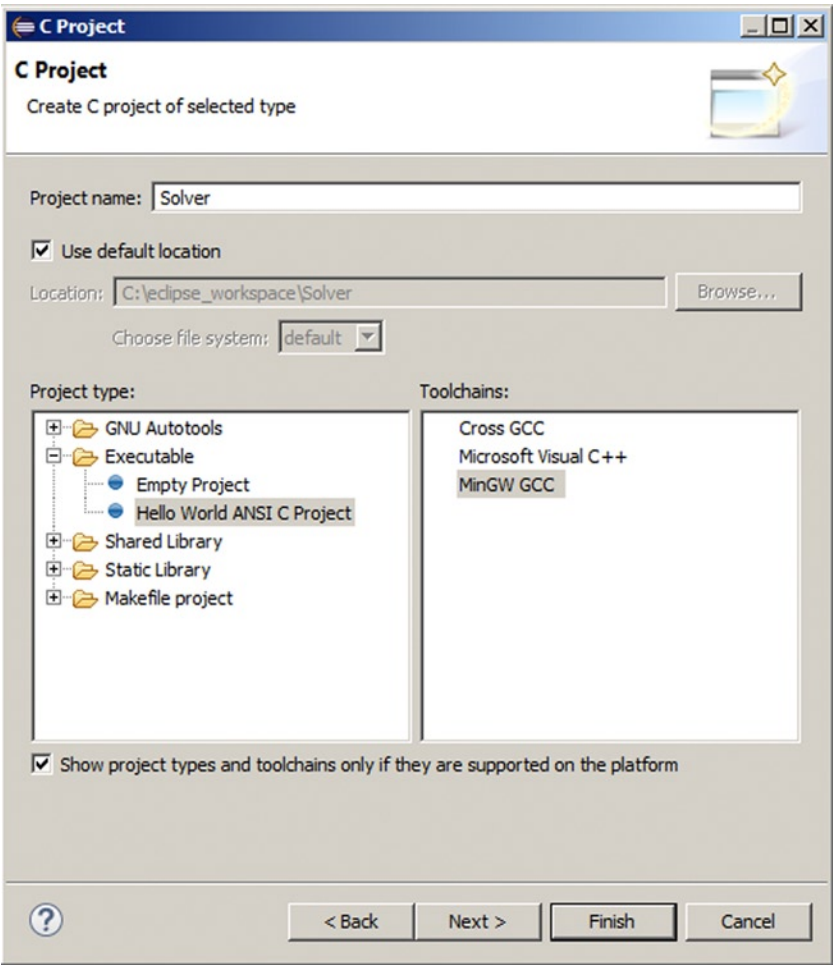 C Project
C Project
Create C project of selected type
Project name: Solver
Use default location
Location: C:\eclipse_workspace\Solver Browse...
Choose file system: default
Project type:
GNU Autotools
Executable
Empty Project
Hello World ANSI C Project
Shared Library
Static Library
Makefile project
Toolchains:
Cross GCC
Microsoft Visual C++
MinGW GCC
Show project types and toolchains only if they are supported on the platform
? < Back Next > Finish Cancel